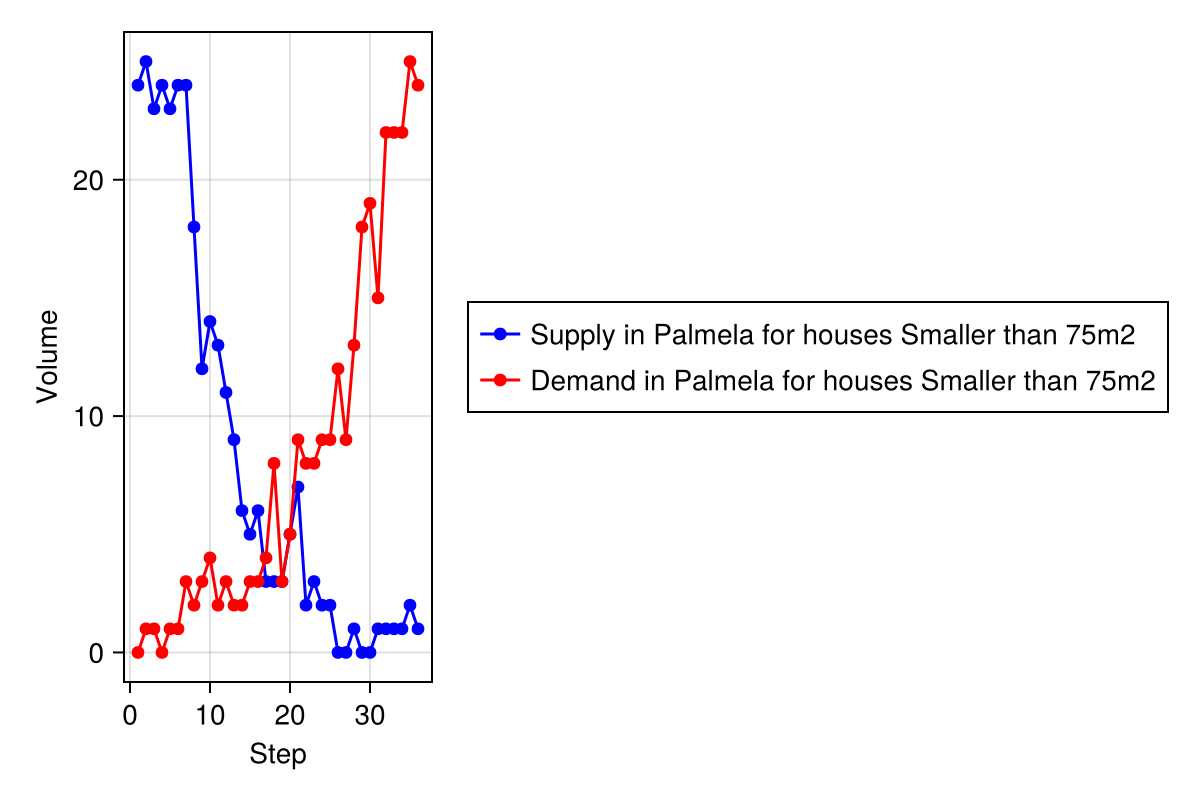 20
10
0
Volume
0 10 20 30
Step
Supply in Palmela for houses Smaller than 75m2
Demand in Palmela for houses Smaller than 75m2